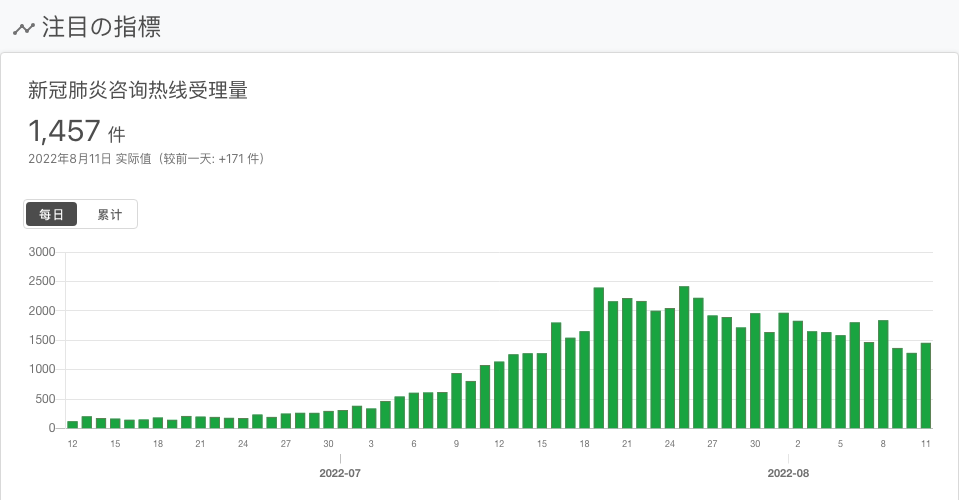 注目の指標
新冠肺炎咨询热线受理量
1,457 件
2022年8月11日 实际值（较前一天: +171 件）
每日 累计
3000
2500
2000
1500
1000
500
0
12 15 18 21 24 27 30 3 6 9 12 15 18 21 24 27 30 2 5 8 11
2022-07 2022-08